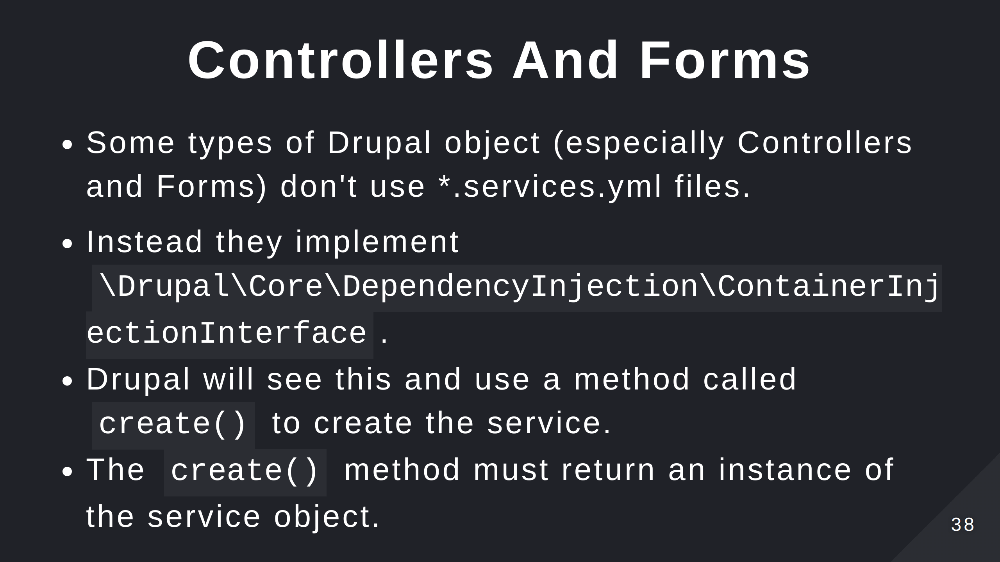 Controllers And Forms
Some types of Drupal object (especially Controllers
and Forms) don't use *.services.yml files.
Instead they implement
\Drupal\Core\DependencyInjection\ContainerInj
ectionInterface .
Drupal will see this and use a method called
create() to create the service.
The create() method must return an instance of
the service object.
38